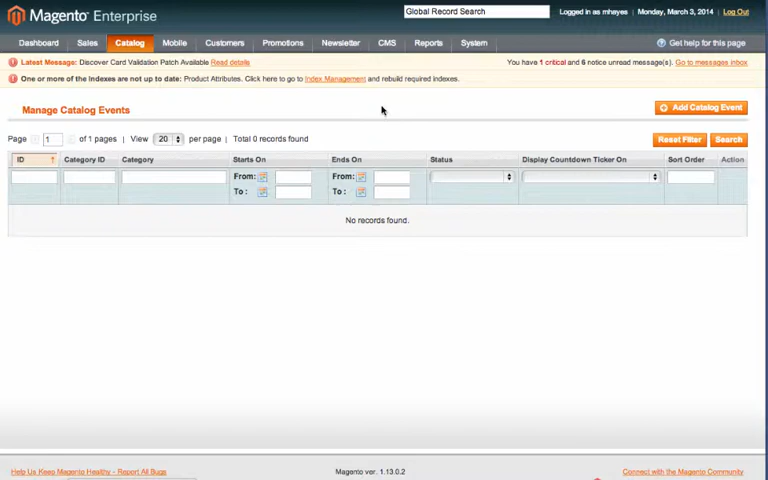 Magento Enterprise
Global Record Search
Logged in as mhayes | Monday, March 3, 2014 | Log Out
Dashboard Sales Catalog Mobile Customers Promotions Newsletter CMS Reports System Get help for this page
Latest Message: Discover Card Validation Patch Available Read details You have 1 critical and 6 notice unread message(s). Go to messages inbox
One or more of the Indexes are not up to date: Product Attributes. Click here to go to Index Management and rebuild required indexes.
Manage Catalog Events Add Catalog Event
Page 1 of 1 pages | View 20 per page | Total 0 records found Reset Filter Search
ID Category ID Category Starts On Ends On Status Display Countdown Ticker On Sort Order Action
From: From:
To : To :
No records found.
Help Us Keep Magento Healthy - Report All Bugs Magento ver. 1.13.0.2 Connect with the Magento Community